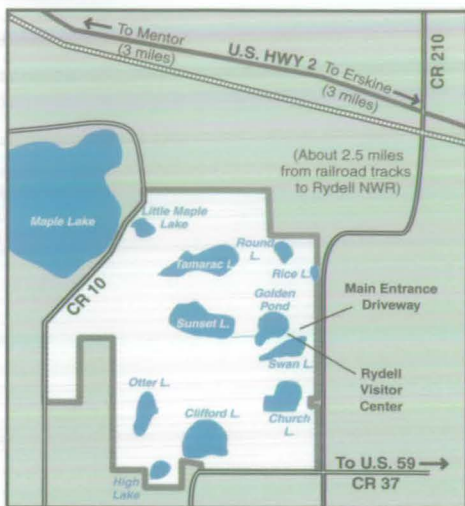 To Mentor
(3 miles)
U.S. HWY 2
To Erskine
(3 miles)
CR 210
(About 2.5 miles
from railroad tracks
to Rydell NWR)
Maple Lake
Little Maple
Lake
Round
L.
Tamarac L.
Rice L.
CR 10
Golden
Pond
Main Entrance
Driveway
Sunset L.
Swan L.
Rydell
Visitor
Center
Otter L.
Clifford L.
Church
L.
High
Lake
To U.S. 59
CR 37